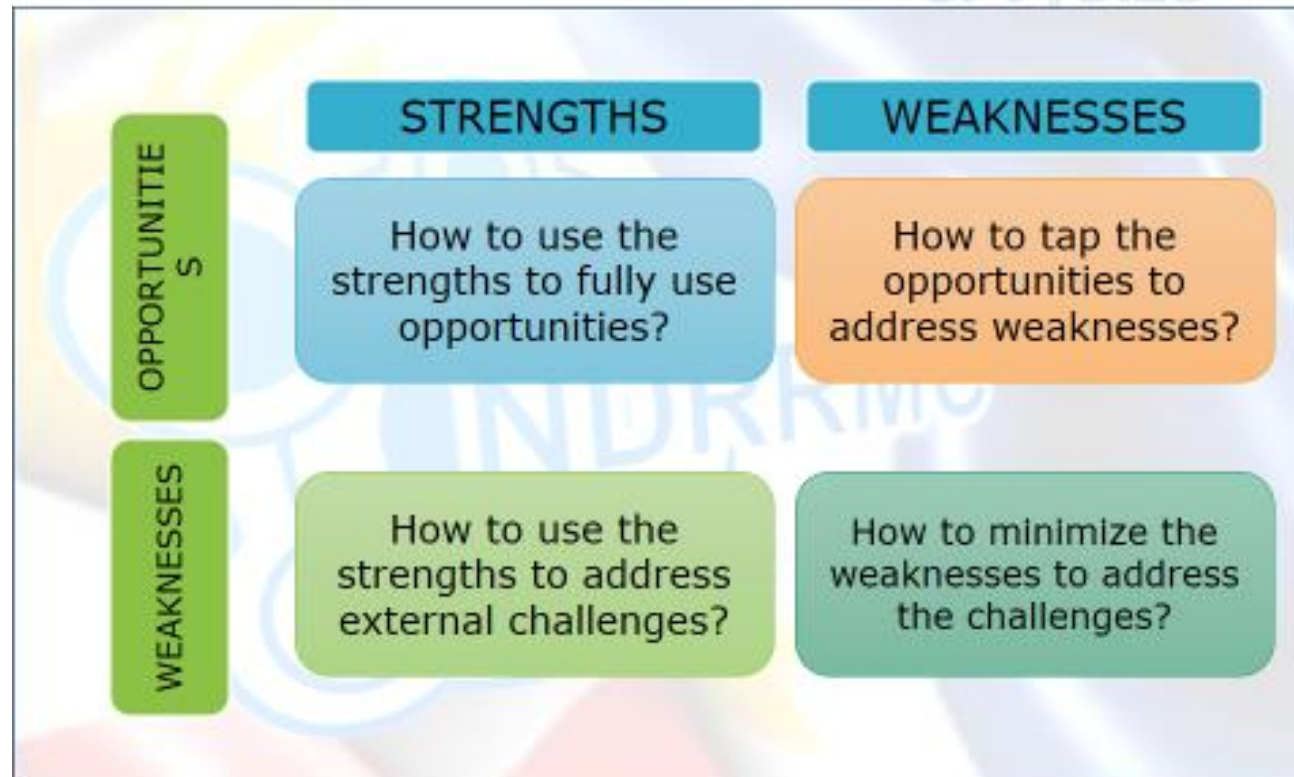 STRENGTHS
WEAKNESSES
OPPORTUNITIE
S
How to use the
strengths to fully use
opportunities?
How to tap the
opportunities to
address weaknesses?
WEAKNESSES
How to use the
strengths to address
external challenges?
How to minimize the
weaknesses to address
the challenges?
NDRRMC